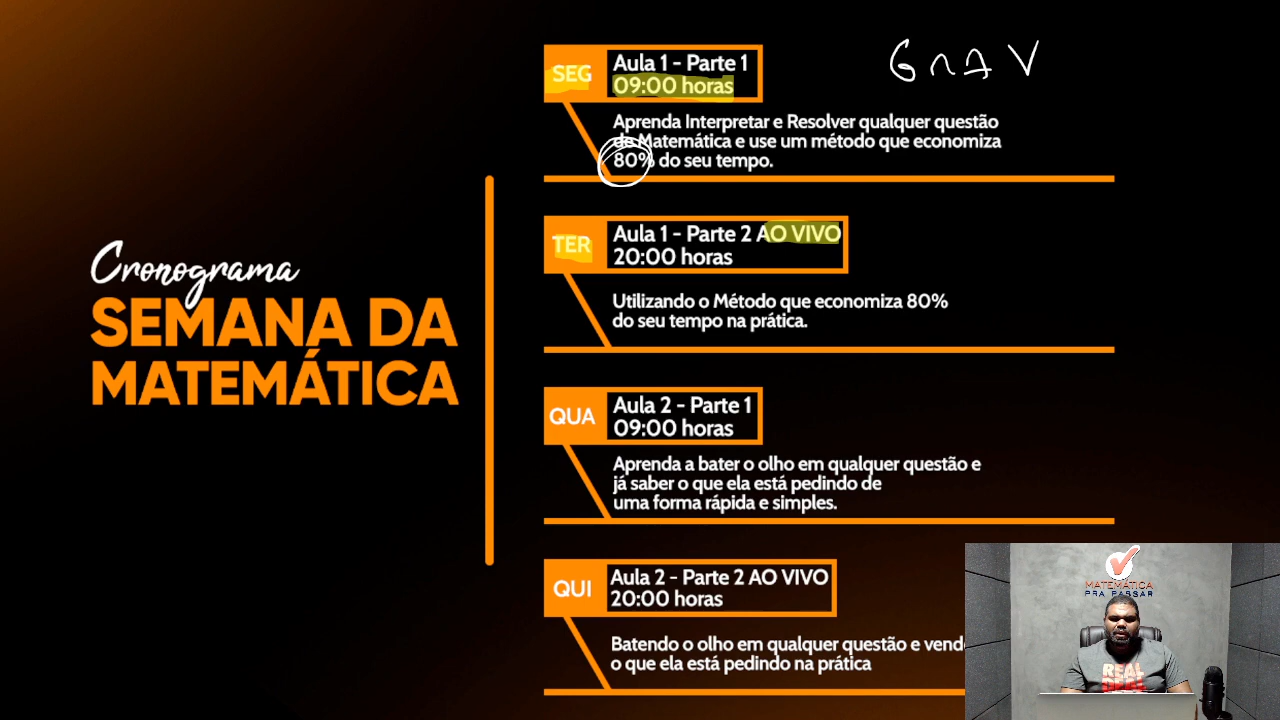 Cronograma
SEMANA DA
MATEMÁTICA
SEG
Aula 1 - Parte 1
09:00 horas
GRAV
Aprenda Interpretar e Resolver qualquer questão
de Matemática e use um método que economiza
80% do seu tempo.
TER
Aula 1 - Parte 2 AO VIVO
20:00 horas
Utilizando o Método que economiza 80%
do seu tempo na prática.
QUA
Aula 2 - Parte 1
09:00 horas
Aprenda a bater o olho em qualquer questão e
já saber o que ela está pedindo de
uma forma rápida e simples.
QUI
Aula 2 - Parte 2 AO VIVO
20:00 horas
Batendo o olho em qualquer questão e vend
o que ela está pedindo na prática
MATEMÁTICA
PRA PASSAR
REAL